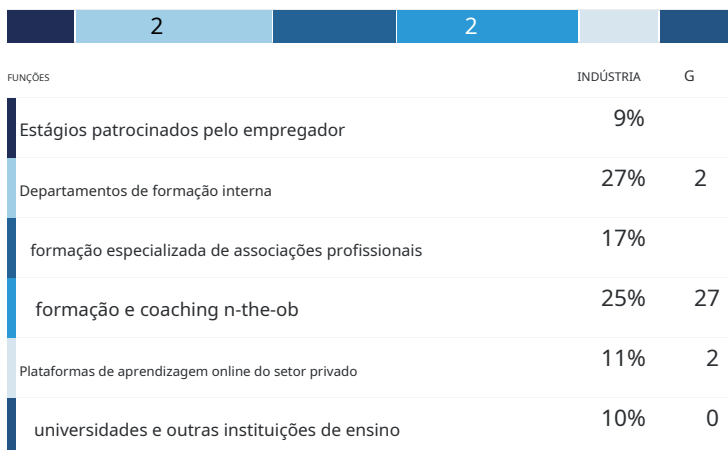 2 2
FUNÇÕES INDÚSTRIA G
Estágios patrocinados pelo empregador 9%
Departamentos de formação interna 27% 2
formação especializada de associações profissionais 17%
formação e coaching n-the-ob 25% 27
Plataformas de aprendizagem online do setor privado 11% 2
universidades e outras instituições de ensino 10% 0